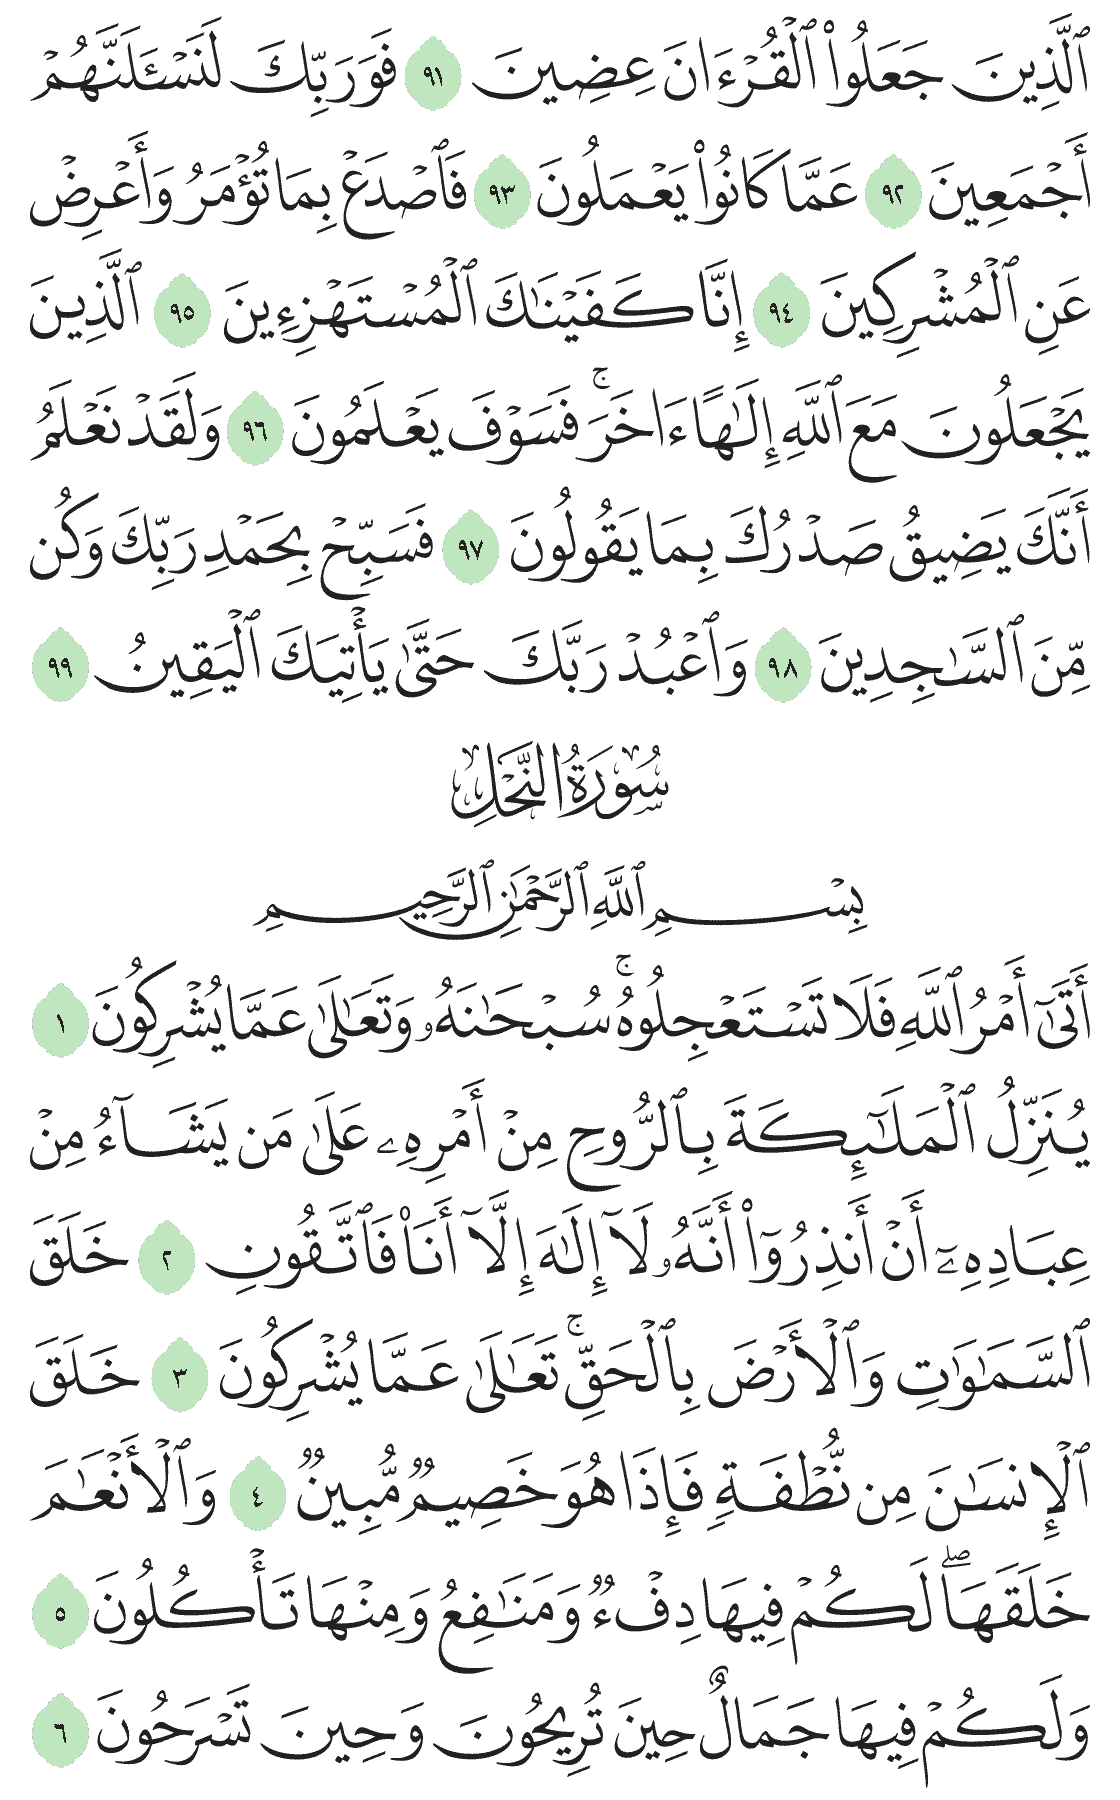 ٱلَّذِينَ جَعَلُوا۟ ٱلْقُرْءَانَ عِضِينَ ٩١ فَوَرَبِّكَ لَنَسْـَٔلَنَّهُمْ
أَجْمَعِينَ ٩٢ عَمَّا كَانُوا۟ يَعْمَلُونَ ٩٣ فَٱصْدَعْ بِمَا تُؤْمَرُ وَأَعْرِضْ
عَنِ ٱلْمُشْرِكِينَ ٩٤ إِنَّا كَفَيْنَـٰكَ ٱلْمُسْتَهْزِءِينَ ٩٥ ٱلَّذِينَ
يَجْعَلُونَ مَعَ ٱللَّهِ إِلَـٰهًا ءَاخَرَ ۚ فَسَوْفَ يَعْلَمُونَ ٩٦ وَلَقَدْ نَعْلَمُ
أَنَّكَ يَضِيقُ صَدْرُكَ بِمَا يَقُولُونَ ٩٧ فَسَبِّحْ بِحَمْدِ رَبِّكَ وَكُن
مِّنَ ٱلسَّـٰجِدِينَ ٩٨ وَٱعْبُدْ رَبَّكَ حَتَّىٰ يَأْتِيَكَ ٱلْيَقِينُ ٩٩
سُورَةُ النَّحْلِ
بِسْمِ ٱللَّهِ ٱلرَّحْمَـٰنِ ٱلرَّحِيمِ
أَتَىٰٓ أَمْرُ ٱللَّهِ فَلَا تَسْتَعْجِلُوهُ ۚ سُبْحَـٰنَهُۥ وَتَعَـٰلَىٰ عَمَّا يُشْرِكُونَ ١
يُنَزِّلُ ٱلْمَلَـٰٓئِكَةَ بِٱلرُّوحِ مِنْ أَمْرِهِۦ عَلَىٰ مَن يَشَآءُ مِنْ
عِبَادِهِۦٓ أَنْ أَنذِرُوٓا۟ أَنَّهُۥ لَآ إِلَـٰهَ إِلَّآ أَنَا۠ فَٱتَّقُونِ ٢ خَلَقَ
ٱلسَّمَـٰوَٰتِ وَٱلْأَرْضَ بِٱلْحَقِّ ۚ تَعَـٰلَىٰ عَمَّا يُشْرِكُونَ ٣ خَلَقَ
ٱلْإِنسَـٰنَ مِن نُّطْفَةٍ فَإِذَا هُوَ خَصِيمٌ مُّبِينٌ ٤ وَٱلْأَنْعَـٰمَ
خَلَقَهَا ۖ لَكُمْ فِيهَا دِفْءٌ وَمَنَـٰفِعُ وَمِنْهَا تَأْكُلُونَ ٥
وَلَكُمْ فِيهَا جَمَالٌ حِينَ تُرِيحُونَ وَحِينَ تَسْرَحُونَ ٦